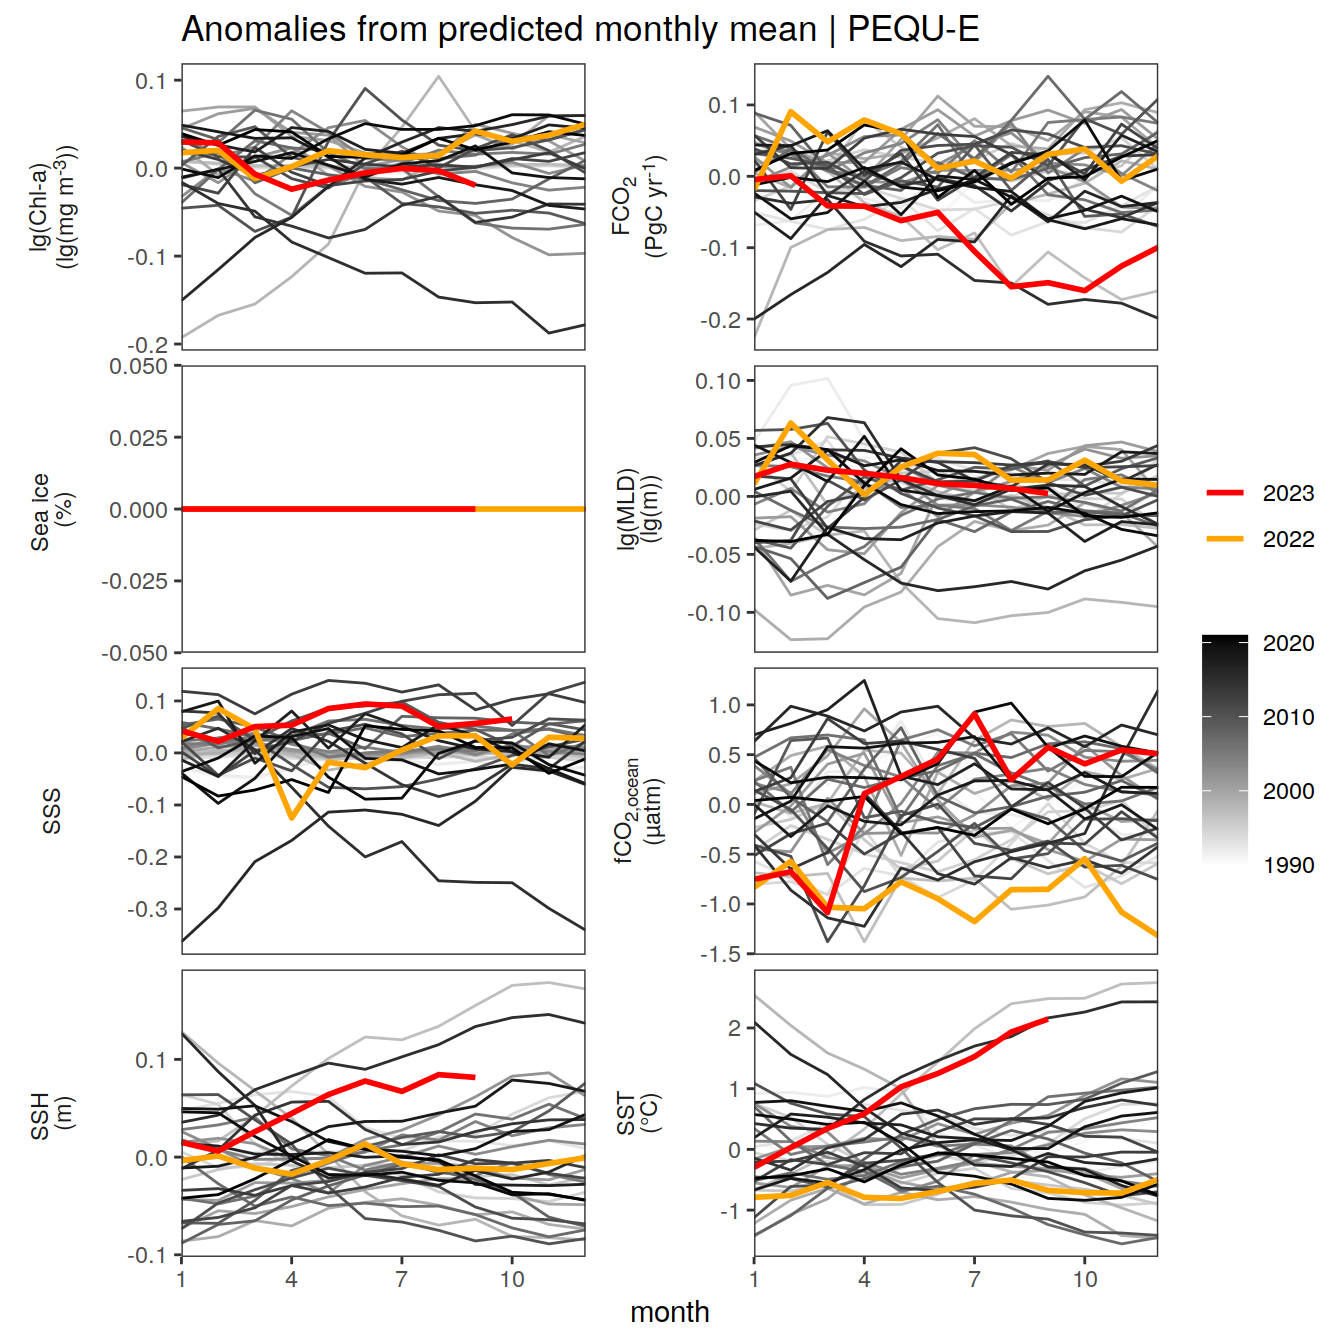 Anomalies from predicted monthly mean | PEQU-E
lg(Chl-a)
(lg(mg m⁻³))
0.1
0.0
-0.1
-0.2
FCO₂
(PgC yr⁻¹)
0.1
0.0
-0.1
-0.2
Sea ice
(%)
0.050
0.025
0.000
-0.025
-0.050
lg(MLD)
(lg(m))
0.10
0.05
0.00
-0.05
-0.10
SSS
0.1
0.0
-0.1
-0.2
-0.3
fCO₂,ocean
(µatm)
1.0
0.5
0.0
-0.5
-1.0
-1.5
SSH
(m)
0.1
0.0
-0.1
SST
(°C)
2
1
0
-1
1 4 7 10
1 4 7 10
month
2023
2022
2020
2010
2000
1990